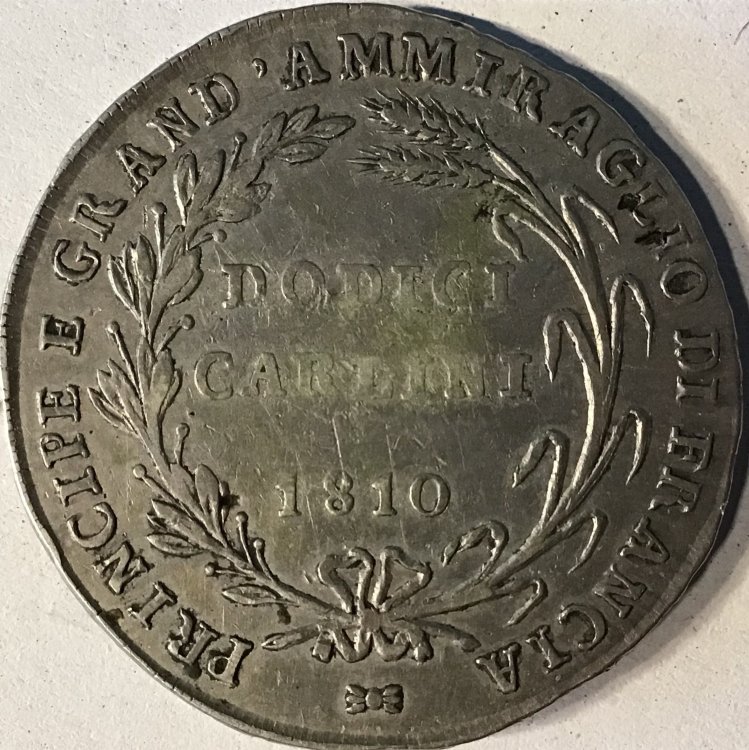 PRINCIPE E GRAND'AMMIRAGLIO DI FRANCIA
DODICI
CARLINI
1810